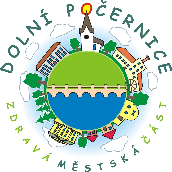 DOLNÍ POČERNICE
ZDRAVÁ MĚSTSKÁ ČÁST